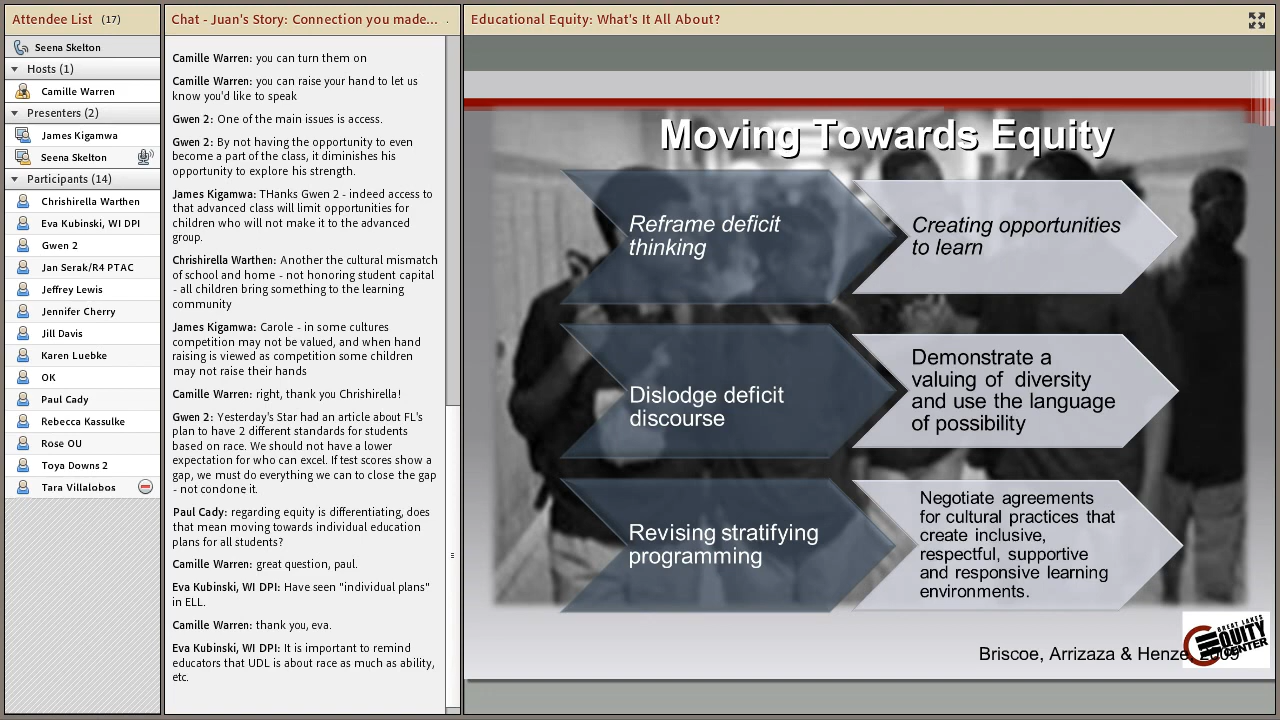 Attendee List (17)
Seena Skelton
Hosts (1)
Camille Warren
Presenters (2)
James Kigamwa
Seena Skelton
Participants (14)
Chrishirella Warthen
Eva Kubinski, WI DPI
Gwen 2
Jan Serak/R4 PTAC
Jeffrey Lewis
Jennifer Cherry
Jill Davis
Karen Luebke
OK
Paul Cady
Rebecca Kassulke
Rose OU
Toya Downs 2
Tara Villalobos
Chat - Juan's Story: Connection you made...
Camille Warren: you can turn them on
Camille Warren: you can raise your hand to let us
know you'd like to speak
Gwen 2: One of the main issues is access.
Gwen 2: By not having the opportunity to even
become a part of the class, it diminishes his
opportunity to explore his strength.
James Kigamwa: THanks Gwen 2 - indeed access to
that advanced class will limit opportunities for
children who will not make it to the advanced
group.
Chrishirella Warthen: Another the cultural mismatch
of school and home - not honoring student capital
- all children bring something to the learning
community
James Kigamwa: Carole - in some cultures
competition may not be valued, and when hand
raising is viewed as competition some children
may not raise their hands
Camille Warren: right, thank you Chrishirella!
Gwen 2: Yesterday's Star had an article about FL's
plan to have 2 different standards for students
based on race. We should not have a lower
expectation for who can excel. If test scores show a
gap, we must do everything we can to close the gap
- not condone it.
Paul Cady: regarding equity is differentiating, does
that mean moving towards individual education
plans for all students?
Camille Warren: great question, paul.
Eva Kubinski, WI DPI: Have seen "individual plans"
in ELL.
Camille Warren: thank you, eva.
Eva Kubinski, WI DPI: It is important to remind
educators that UDL is about race as much as ability,
etc.
Educational Equity: What's It All About?
Moving Towards Equity
Reframe deficit
thinking
Creating opportunities
to learn
Dislodge deficit
discourse
Demonstrate a
valuing of diversity
and use the language
of possibility
Revising stratifying
programming
Negotiate agreements
for cultural practices that
create inclusive,
respectful, supportive
and responsive learning
environments.
Briscoe, Arrizaza & Henze,
GREAT LAKES
EQUITY
CENTER